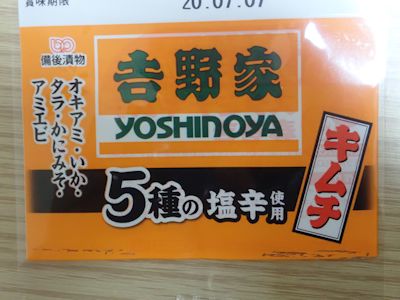 賞味期限 20.07.07
備後漬物
吉野家
YOSHINOYA
オキアミ・いか・
タラ・かにみそ・
アミエビ
5種の塩辛使用
キムチ